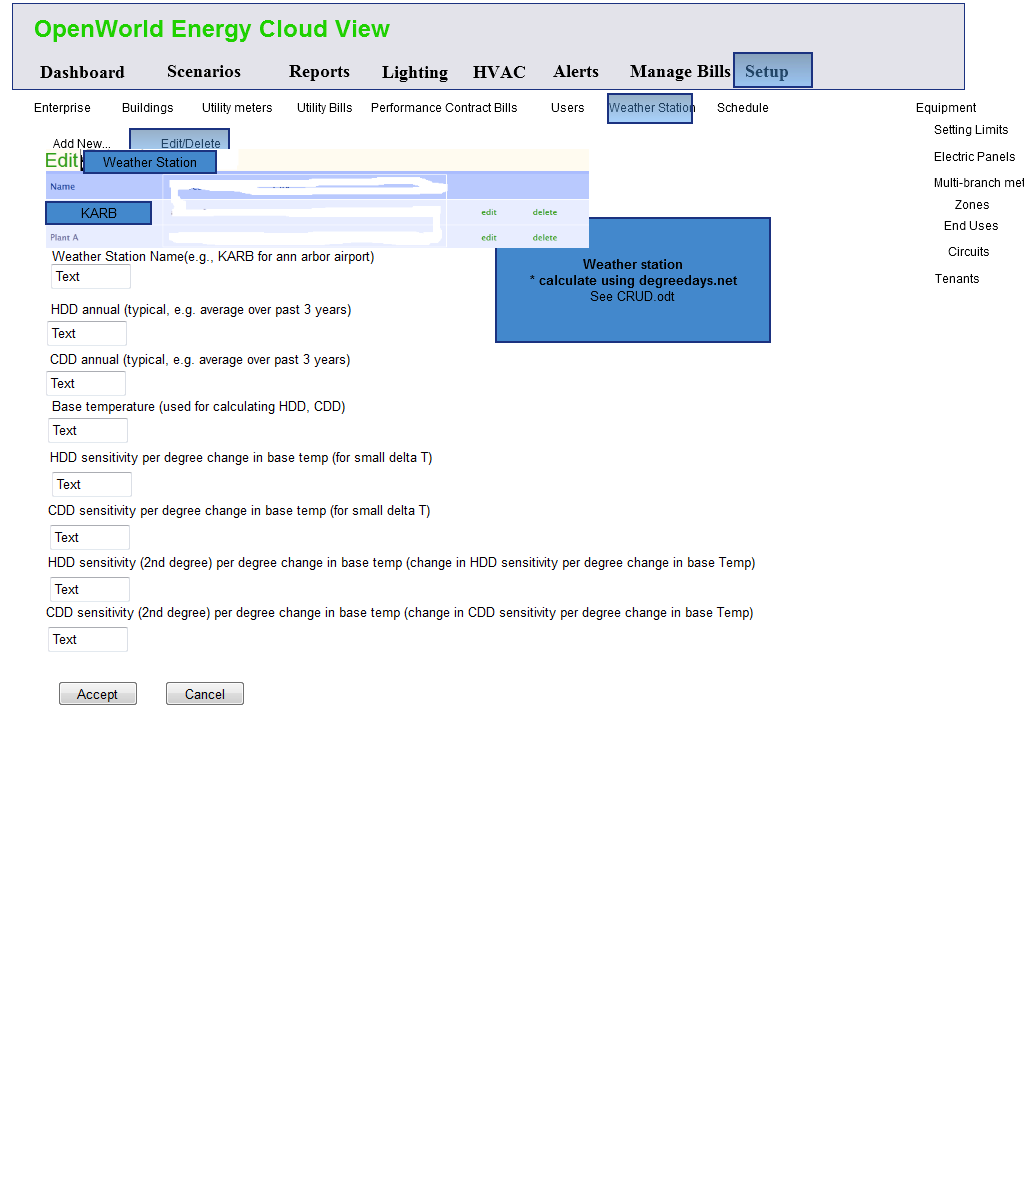 OpenWorld Energy Cloud View
Dashboard Scenarios Reports Lighting HVAC Alerts Manage Bills Setup
Enterprise Buildings Utility meters Utility Bills Performance Contract Bills Users Weather Station Schedule Equipment
Setting Limits
Electric Panels
Multi-branch met
Zones
End Uses
Circuits
Tenants
Add New... Edit/Delete
Edit Weather Station
Name
KARB edit delete
Plant A edit delete
Weather station
* calculate using degreedays.net
See CRUD.odt
Weather Station Name(e.g., KARB for ann arbor airport)
Text
HDD annual (typical, e.g. average over past 3 years)
Text
CDD annual (typical, e.g. average over past 3 years)
Text
Base temperature (used for calculating HDD, CDD)
Text
HDD sensitivity per degree change in base temp (for small delta T)
Text
CDD sensitivity per degree change in base temp (for small delta T)
Text
HDD sensitivity (2nd degree) per degree change in base temp (change in HDD sensitivity per degree change in base Temp)
Text
CDD sensitivity (2nd degree) per degree change in base temp (change in CDD sensitivity per degree change in base Temp)
Text
Accept Cancel